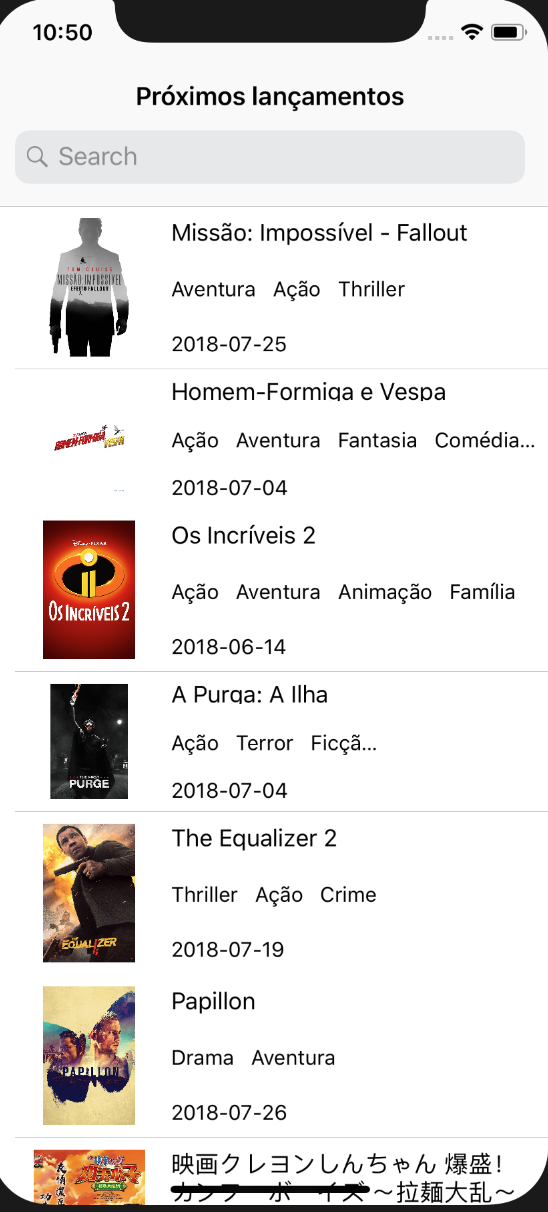 10:50
Próximos lançamentos
Search
Missão: Impossível - Fallout
TOM CRUISE
MISSÃO: IMPOSSÍVEL
EFEITO FALLOUT
Aventura Ação Thriller
2018-07-25
Homem-Formiga e Vespa
HOMEM-FORMIGA
VESPA
Ação Aventura Fantasia Comédia...
2018-07-04
Os Incríveis 2
Disney·PIXAR
OS INCRÍVEIS 2
Ação Aventura Animação Família
2018-06-14
A Purga: A Ilha
THE FIRST
PURGE
Ação Terror Ficçã...
2018-07-04
The Equalizer 2
EQUALIZER
Thriller Ação Crime
2018-07-19
Papillon
PAPILLON
Drama Aventura
2018-07-26
映画クレヨンしんちゃん 爆盛!
カンフーボーイズ 〜拉麺大乱〜